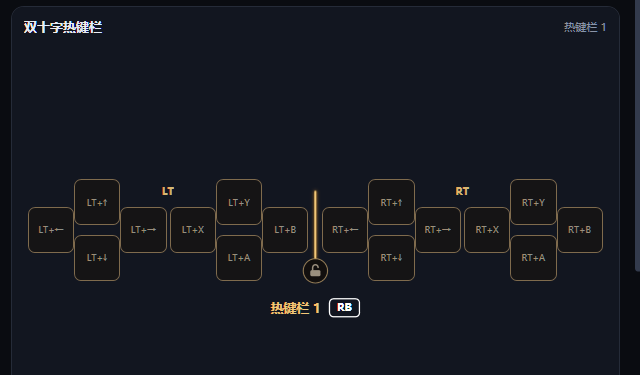 双十字热键栏 热键栏 1
LT RT
LT+↑ LT+Y RT+↑ RT+Y
LT+← LT+→ LT+X LT+B RT+← RT+→ RT+X RT+B
LT+↓ LT+A RT+↓ RT+A
热键栏 1 RB